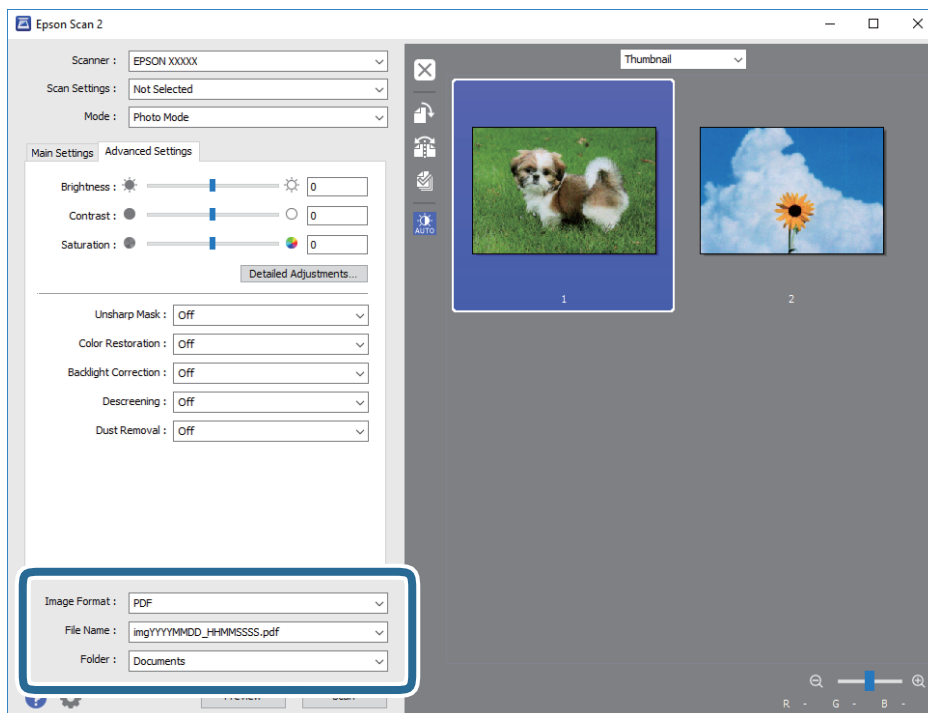 Epson Scan 2
Scanner : EPSON XXXXX
Scan Settings : Not Selected
Mode : Photo Mode
Main Settings Advanced Settings
Brightness : 0
Contrast : 0
Saturation : 0
Detailed Adjustments...
Unsharp Mask : Off
Color Restoration : Off
Backlight Correction : Off
Descreening : Off
Dust Removal : Off
Image Format : PDF
File Name : imgYYYYMMDD_HHMMSSSS.pdf
Folder : Documents
Thumbnail
AUTO
1 2
R - G - B -